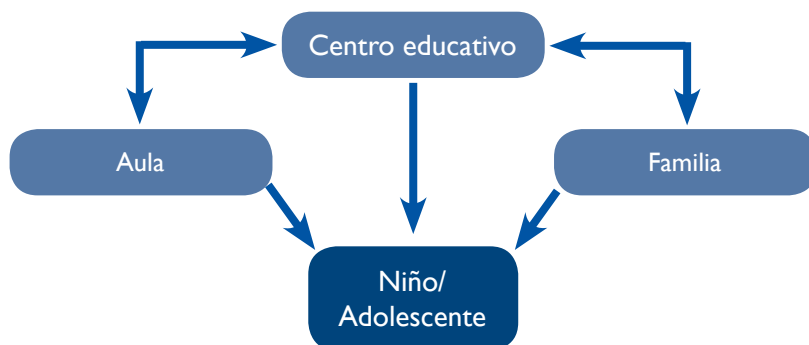 Centro educativo
Aula
Familia
Niño/
Adolescente